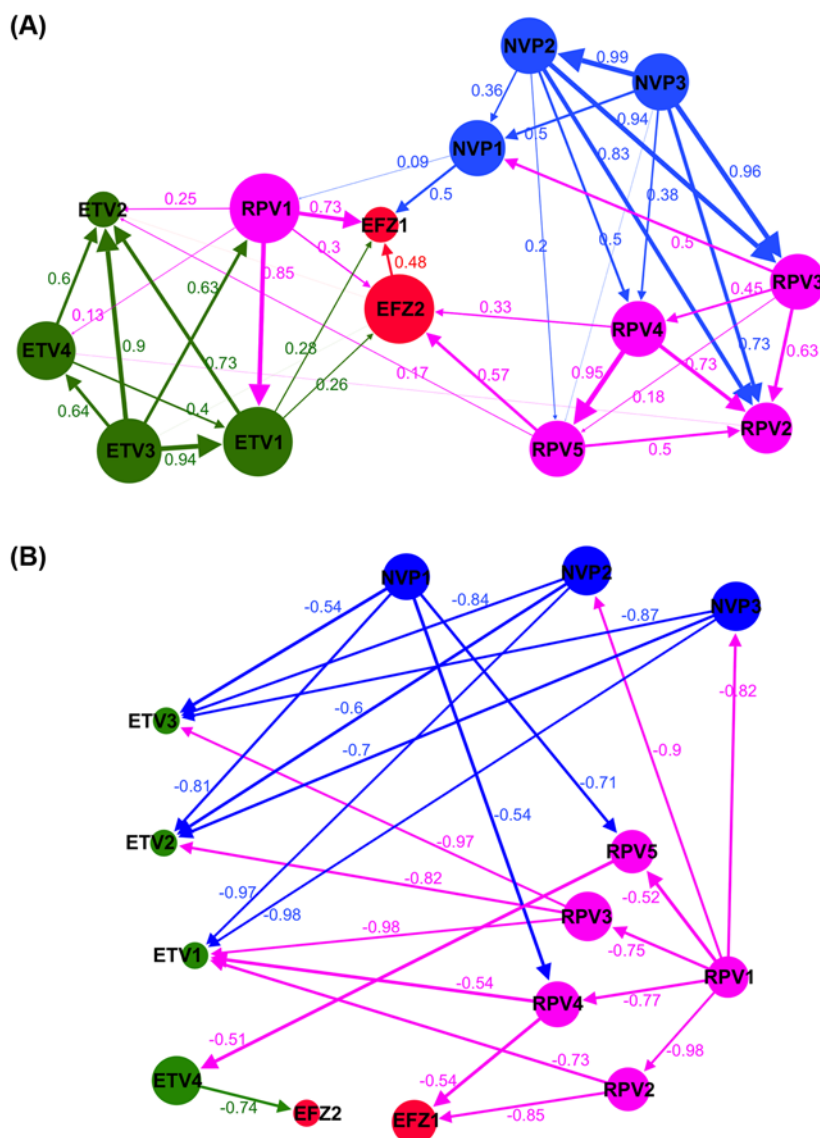 (A)
NVP2
0.99
NVP3
0.36
NVP1
0.5
0.94
0.09
0.83
0.96
0.38
ETV2
0.25
RPV1
0.73
EFZ1
0.5
0.3
0.2
0.5
0.5
0.6
0.63
0.85
0.48
RPV3
0.13
EFZ2
0.45
0.33
RPV4
ETV4
0.9
0.73
0.28
0.17
0.57
0.95
0.73
0.73
0.63
0.26
0.18
0.64
0.4
ETV3
0.94
ETV1
RPV5
0.5
RPV2
(B)
NVP1
NVP2
NVP3
-0.54
-0.84
-0.87
-0.82
ETV3
-0.6
-0.7
-0.9
-0.81
-0.71
-0.54
ETV2
-0.97
RPV5
-0.82
-0.52
-0.97
-0.98
RPV3
-0.98
-0.75
ETV1
RPV1
-0.54
RPV4
-0.77
-0.51
-0.73
-0.98
ETV4
-0.54
RPV2
-0.74
EFZ2
EFZ1
-0.85